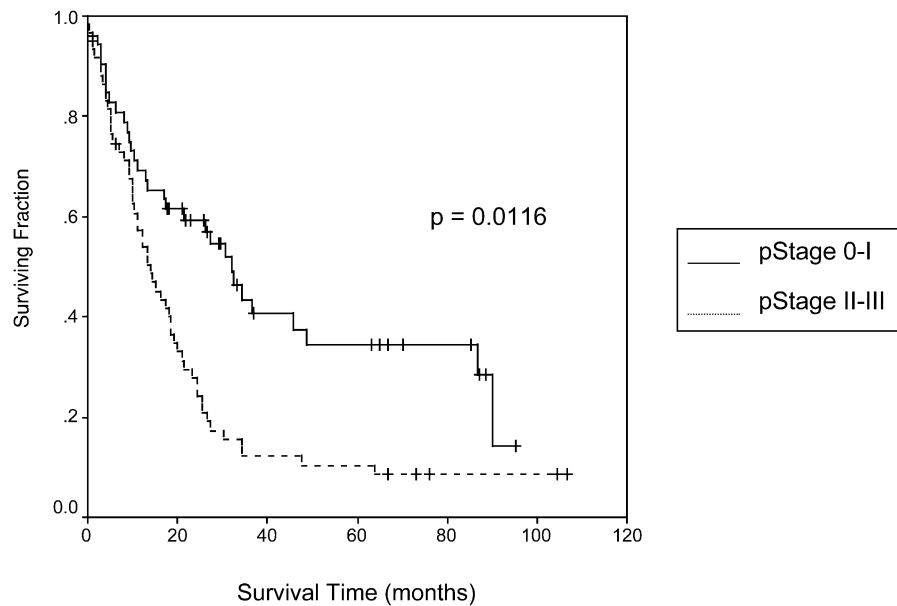 1.0
.8
.6
.4
.2
0.0
Surviving Fraction
p = 0.0116
pStage 0-I
pStage II-III
0 20 40 60 80 100 120
Survival Time (months)